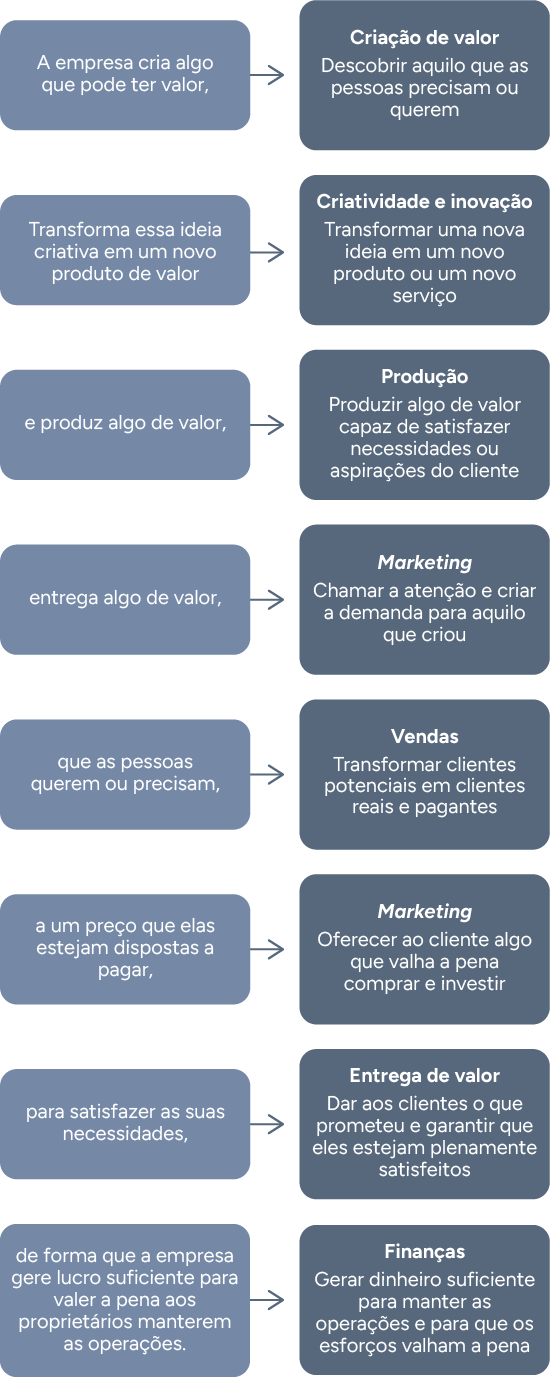 A empresa cria algo
que pode ter valor,
Criação de valor
Descobrir aquilo que as
pessoas precisam ou
querem
Transforma essa ideia
criativa em um novo
produto de valor
Criatividade e inovação
Transformar uma nova
ideia em um novo
produto ou um novo
serviço
e produz algo de valor,
Produção
Produzir algo de valor
capaz de satisfazer
necessidades ou
aspirações do cliente
entrega algo de valor,
Marketing
Chamar a atenção e criar
a demanda para aquilo
que criou
que as pessoas
querem ou precisam,
Vendas
Transformar clientes
potenciais em clientes
reais e pagantes
a um preço que elas
estejam dispostas a
pagar,
Marketing
Oferecer ao cliente algo
que valha a pena
comprar e investir
para satisfazer as suas
necessidades,
Entrega de valor
Dar aos clientes o que
prometeu e garantir que
eles estejam plenamente
satisfeitos
de forma que a empresa
gere lucro suficiente para
valer a pena aos
proprietários manterem
as operações.
Finanças
Gerar dinheiro suficiente
para manter as
operações e para que os
esforços valham a pena